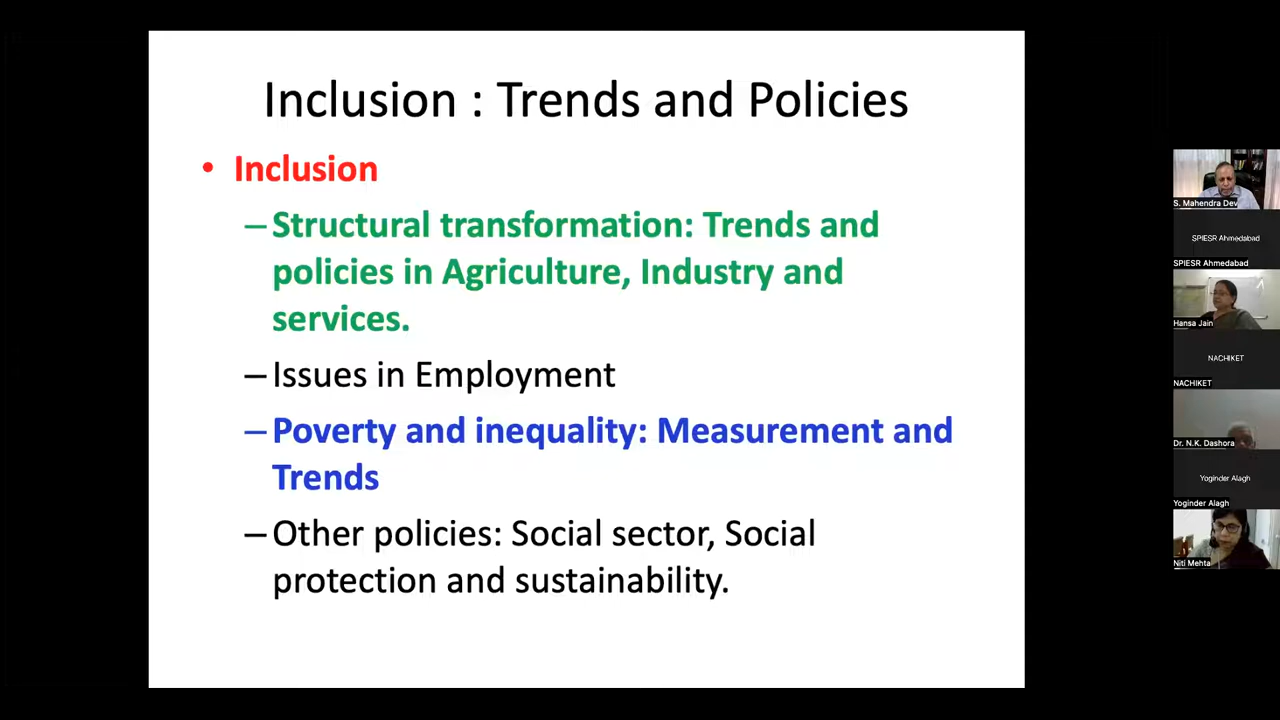 Inclusion : Trends and Policies
• Inclusion
– Structural transformation: Trends and
policies in Agriculture, Industry and
services.
– Issues in Employment
– Poverty and inequality: Measurement and
Trends
– Other policies: Social sector, Social
protection and sustainability.
S. Mahendra Dev
SPIESR Ahmedabad
SPIESR Ahmedabad
Hansa Jain
NACHIKET
NACHIKET
Dr. N.K. Dashora
Yoginder Alagh
Yoginder Alagh
Niti Mehta